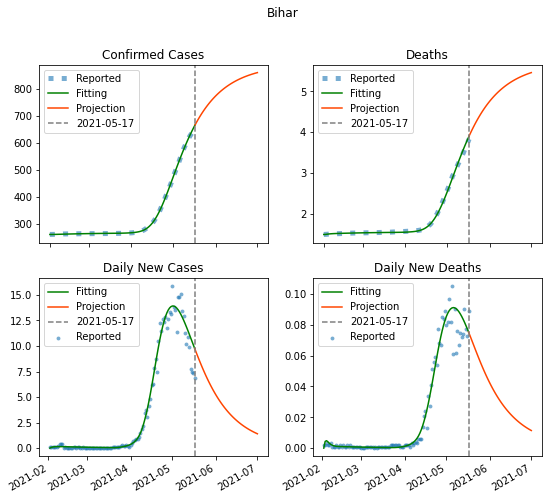 Bihar
Confirmed Cases
Reported
Fitting
Projection
2021-05-17
800
700
600
500
400
300
Deaths
Reported
Fitting
Projection
2021-05-17
5
4
3
2
Daily New Cases
Fitting
Projection
2021-05-17
Reported
15.0
12.5
10.0
7.5
5.0
2.5
0.0
2021-02
2021-03
2021-04
2021-05
2021-06
2021-07
Daily New Deaths
Fitting
Projection
2021-05-17
Reported
0.10
0.08
0.06
0.04
0.02
0.00
2021-02
2021-03
2021-04
2021-05
2021-06
2021-07